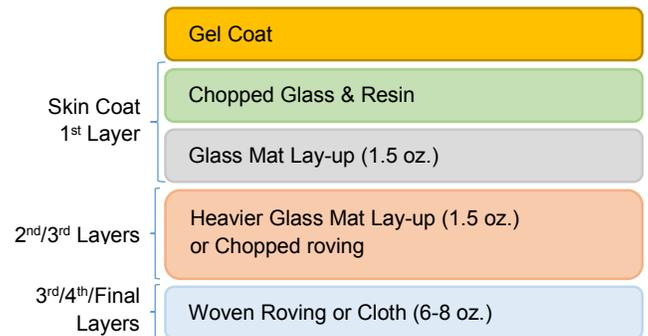 Gel Coat
Skin Coat
1st Layer
Chopped Glass & Resin
Glass Mat Lay-up (1.5 oz.)
2nd/3rd Layers
Heavier Glass Mat Lay-up (1.5 oz.)
or Chopped roving
3rd/4th/Final
Layers
Woven Roving or Cloth (6-8 oz.)